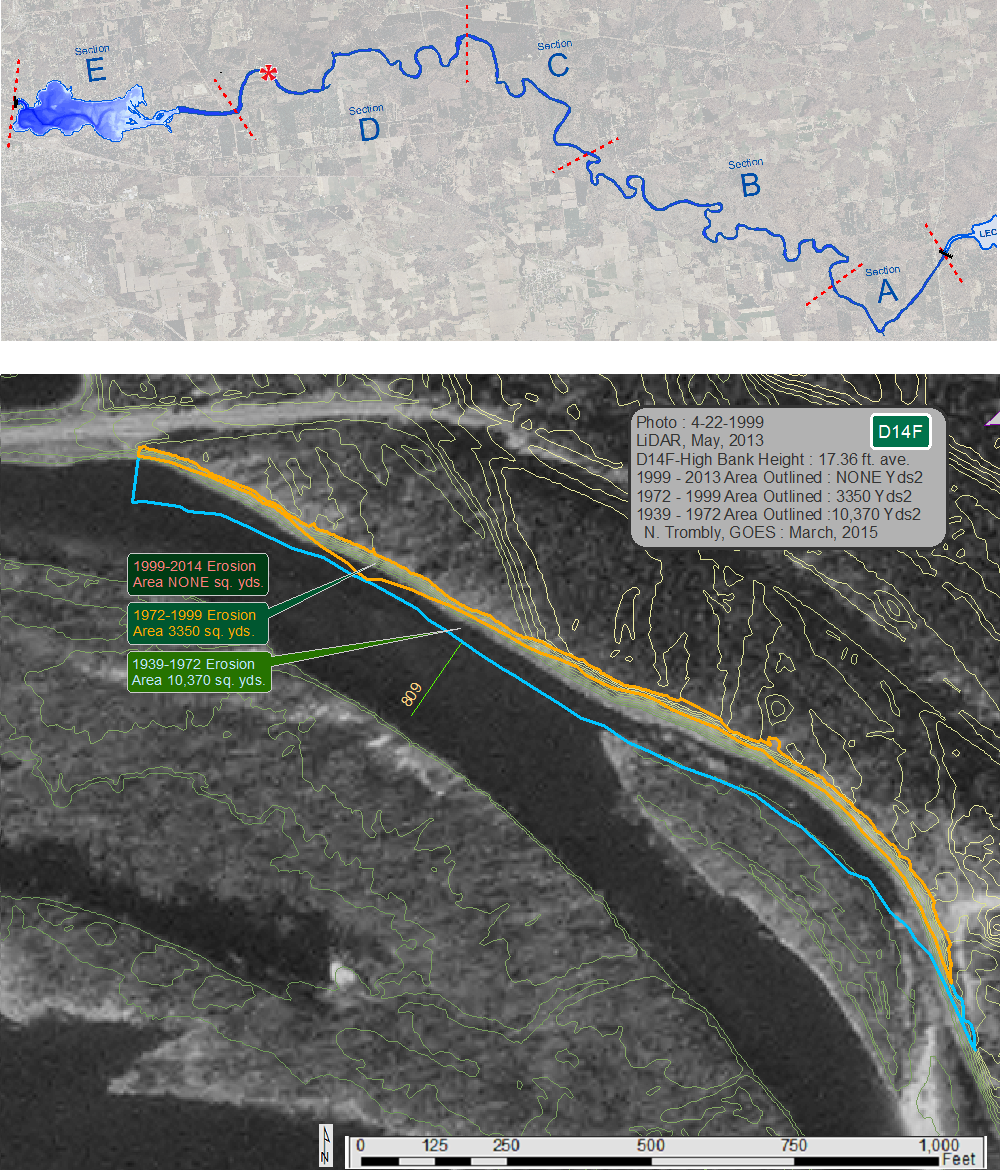 Section
E
Section
D
Section
C
Section
B
Section
A
LEC
Photo : 4-22-1999
LiDAR, May, 2013
D14F-High Bank Height : 17.36 ft. ave.
1999 - 2013 Area Outlined : NONE Yds2
1972 - 1999 Area Outlined : 3350 Yds2
1939 - 1972 Area Outlined :10,370 Yds2
N. Trombly, GOES : March, 2015
D14F
1999-2014 Erosion
Area NONE sq. yds.
1972-1999 Erosion
Area 3350 sq. yds.
1939-1972 Erosion
Area 10,370 sq. yds.
809
N
0 125 250 500 750 1,000
Feet